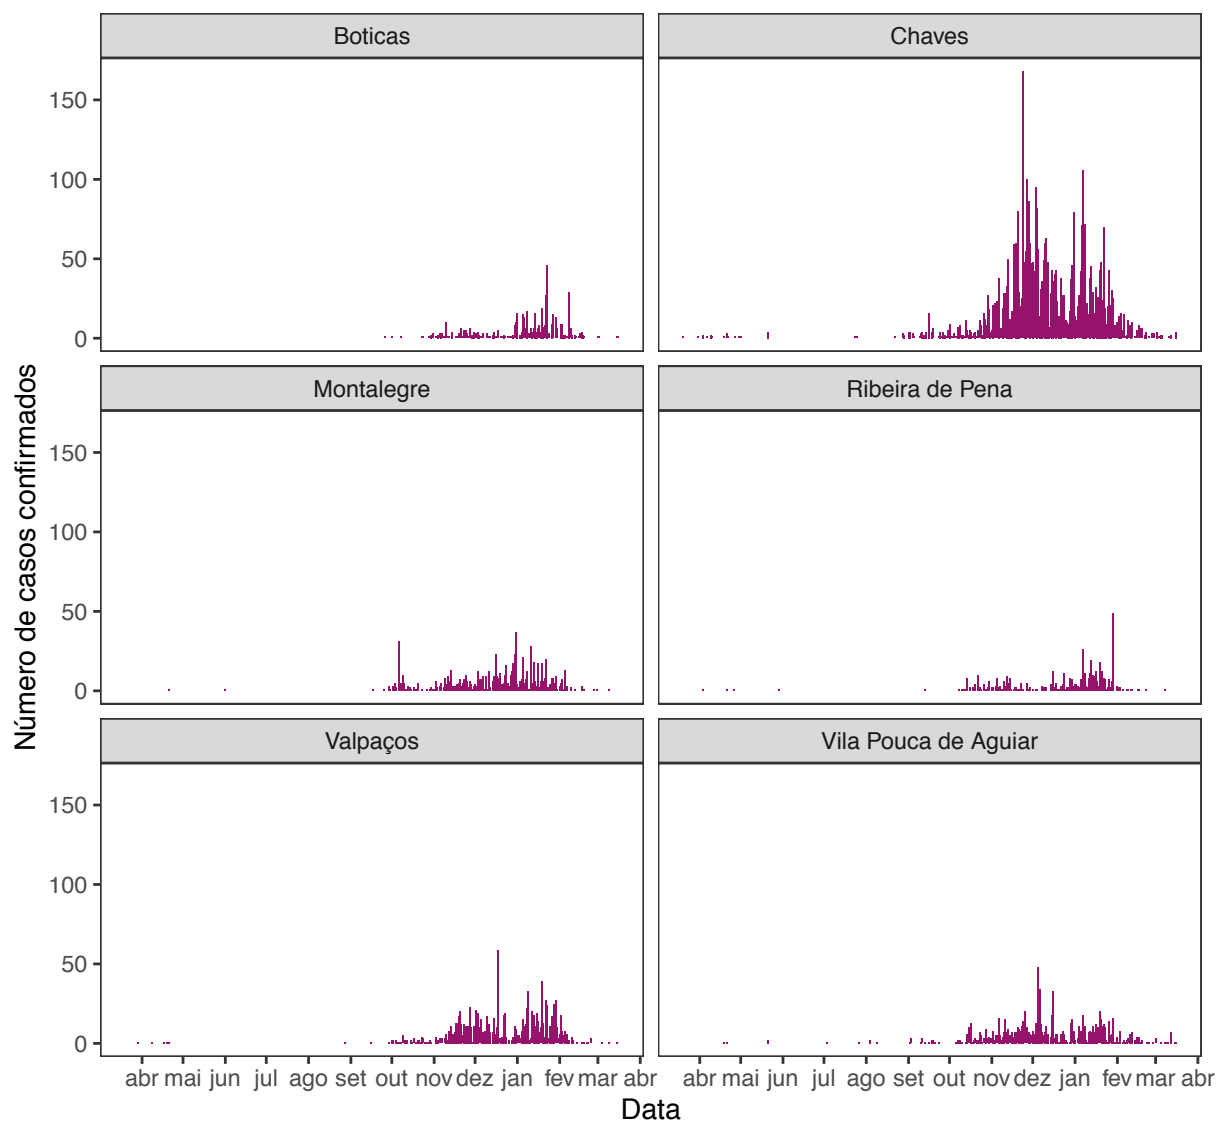 Boticas
Chaves
150
100
50
0
Montalegre
Ribeira de Pena
150
100
50
0
Número de casos confirmados
Valpaços
Vila Pouca de Aguiar
150
100
50
0
abr mai jun jul ago set out nov dez jan fev mar abr
abr mai jun jul ago set out nov dez jan fev mar abr
Data